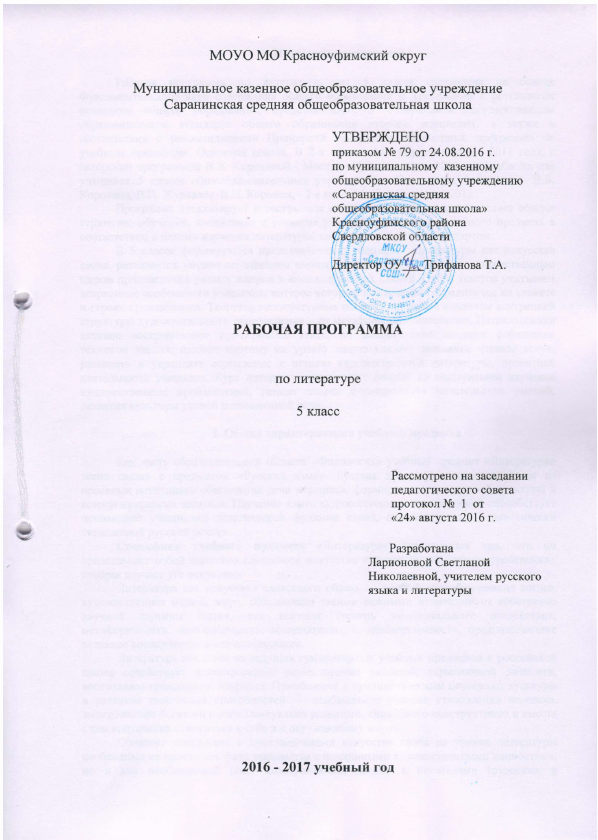 МОУО МО Красноуфимский округ
Муниципальное казенное общеобразовательное учреждение
Саранинская средняя общеобразовательная школа
УТВЕРЖДЕНО
приказом № 79 от 24.08.2016 г.
по муниципальному казенному
общеобразовательному учреждению
«Саранинская средняя
общеобразовательная школа»
Красноуфимского района
Свердловской области
МКОУ
СОШ»
Директор ОУ Трифанова Т.А.
РАБОЧАЯ ПРОГРАММА
по литературе
5 класс
Рассмотрено на заседании
педагогического совета
протокол № 1 от
«24» августа 2016 г.
Разработана
Ларионовой Светланой
Николаевной, учителем русского
языка и литературы
2016 - 2017 учебный год